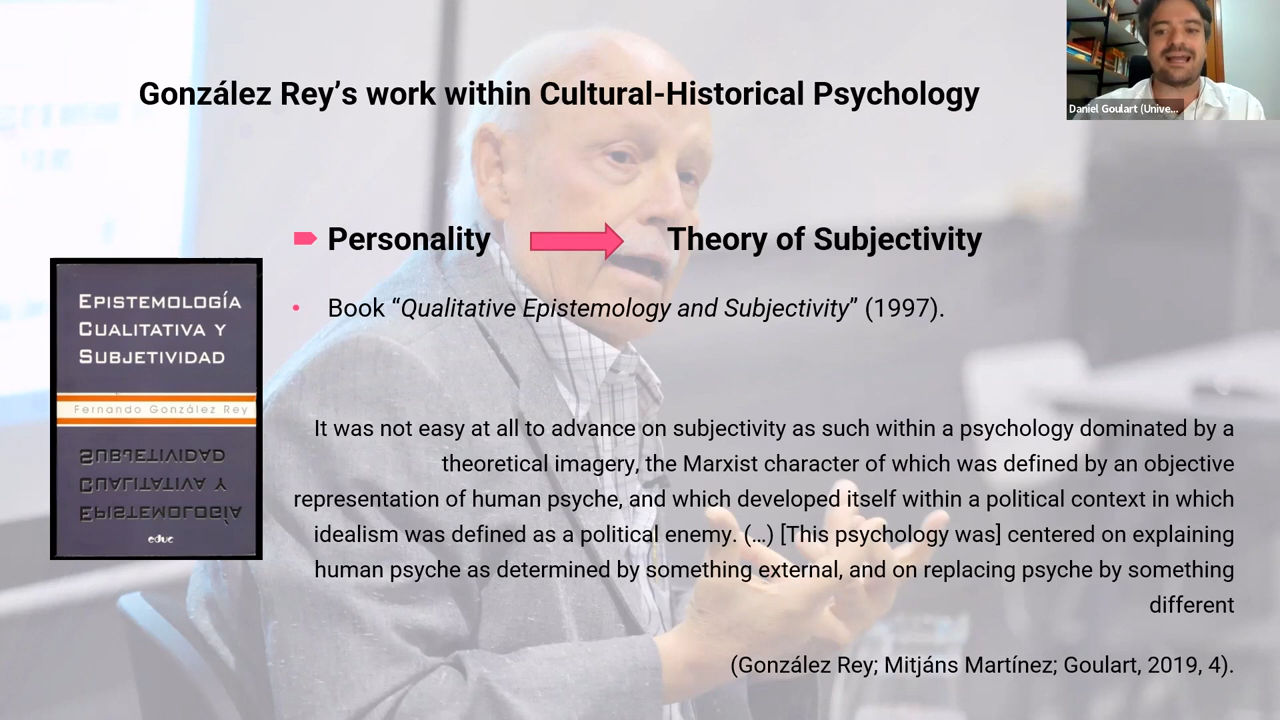 González Rey’s work within Cultural-Historical Psychology
Daniel Goulart (Unive...
Personality
Theory of Subjectivity
• Book “Qualitative Epistemology and Subjectivity” (1997).
EPISTEMOLOGÍA
CUALITATIVA Y
SUBJETIVIDAD
Fernando González Rey
SUBJETIVIDAD
CUALITATIVA Y
EPISTEMOLOGÍA
educ
It was not easy at all to advance on subjectivity as such within a psychology dominated by a
theoretical imagery, the Marxist character of which was defined by an objective
representation of human psyche, and which developed itself within a political context in which
idealism was defined as a political enemy. (…) [This psychology was] centered on explaining
human psyche as determined by something external, and on replacing psyche by something
different
(González Rey; Mitjáns Martínez; Goulart, 2019, 4).